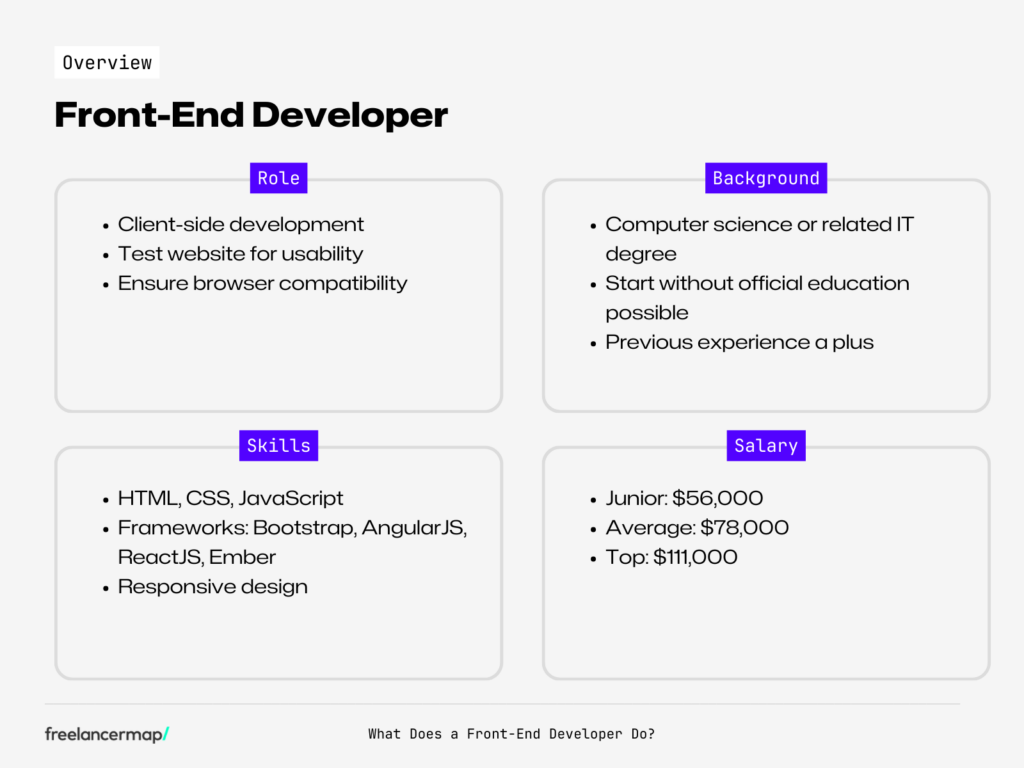 Overview
Front-End Developer
Role
• Client-side development
• Test website for usability
• Ensure browser compatibility
Background
• Computer science or related IT
degree
• Start without official education
possible
• Previous experience a plus
Skills
• HTML, CSS, JavaScript
• Frameworks: Bootstrap, AngularJS,
ReactJS, Ember
• Responsive design
Salary
• Junior: $56,000
• Average: $78,000
• Top: $111,000
freelancermap/
What Does a Front-End Developer Do?